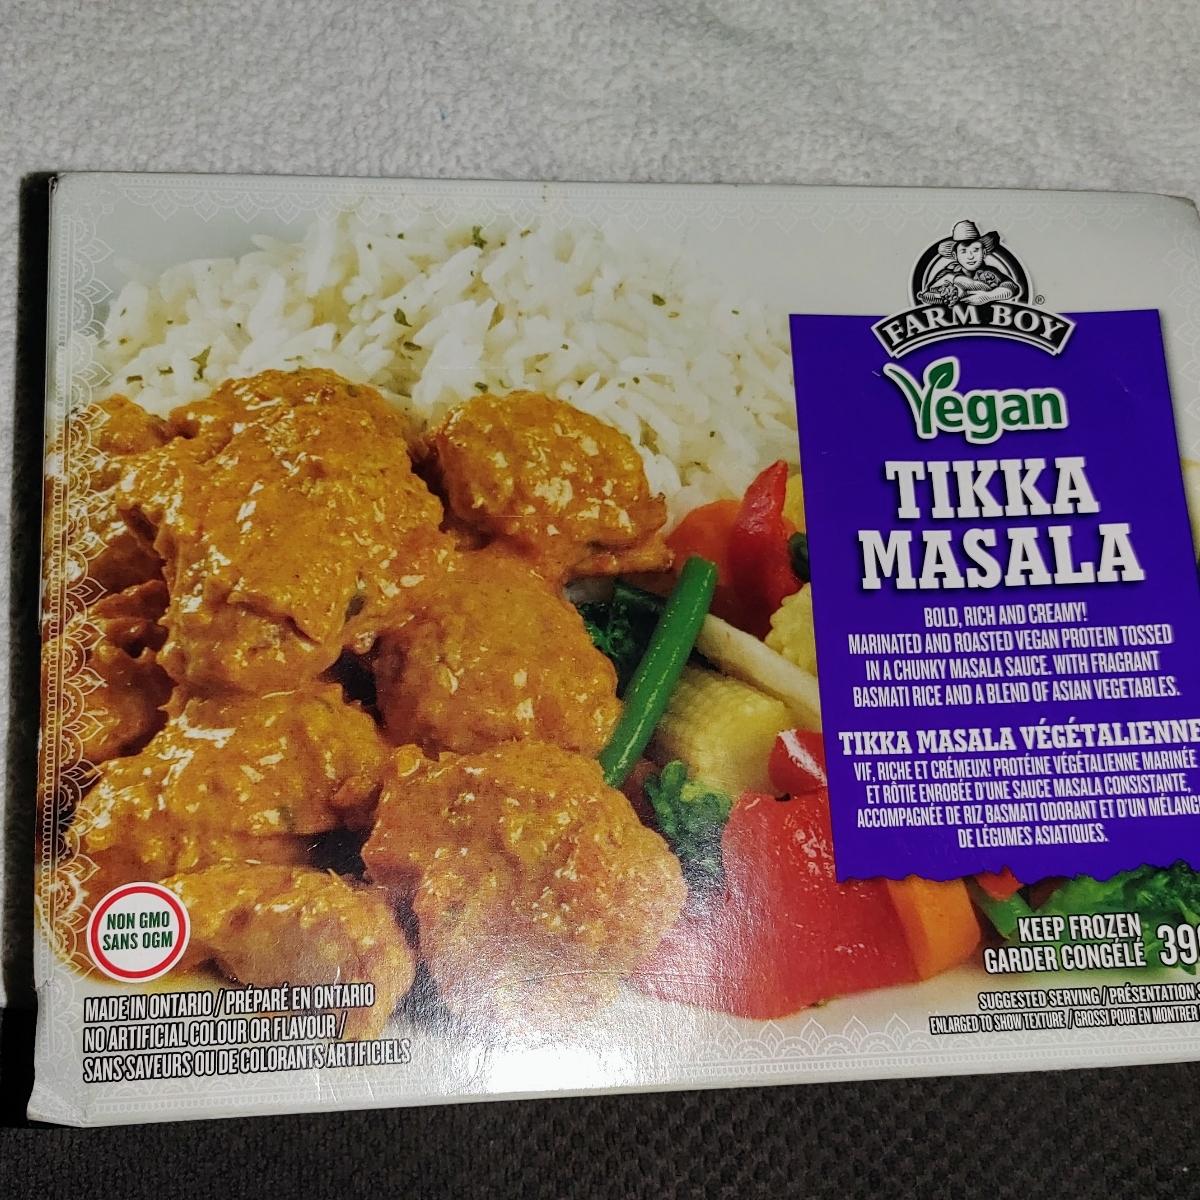 FARM BOY
®
Vegan
TIKKA
MASALA
BOLD, RICH AND CREAMY!
MARINATED AND ROASTED VEGAN PROTEIN TOSSED
IN A CHUNKY MASALA SAUCE. WITH FRAGRANT
BASMATI RICE AND A BLEND OF ASIAN VEGETABLES.
TIKKA MASALA VÉGÉTALIENNE
VIF, RICHE ET CRÉMEUX! PROTÉINE VÉGÉTALIENNE MARINÉE
ET RÔTIE ENROBÉE D'UNE SAUCE MASALA CONSISTANTE,
ACCOMPAGNÉE DE RIZ BASMATI ODORANT ET D'UN
DE LÉGUMES ASIATIQUES.
NON GMO
SANS OGM
KEEP FROZEN
GARDER CONGELÉ
MADE IN ONTARIO / PRÉPARÉ EN ONTARIO
NO ARTIFICIAL COLOUR OR FLAVOUR /
SANS SAVEURS OU DE COLORANTS ARTIFICIELS
SUGGESTED SERVING / PRÉSENTATION
ENLARGED TO SHOW TEXTURE / GROSSI POUR EN MONTRER